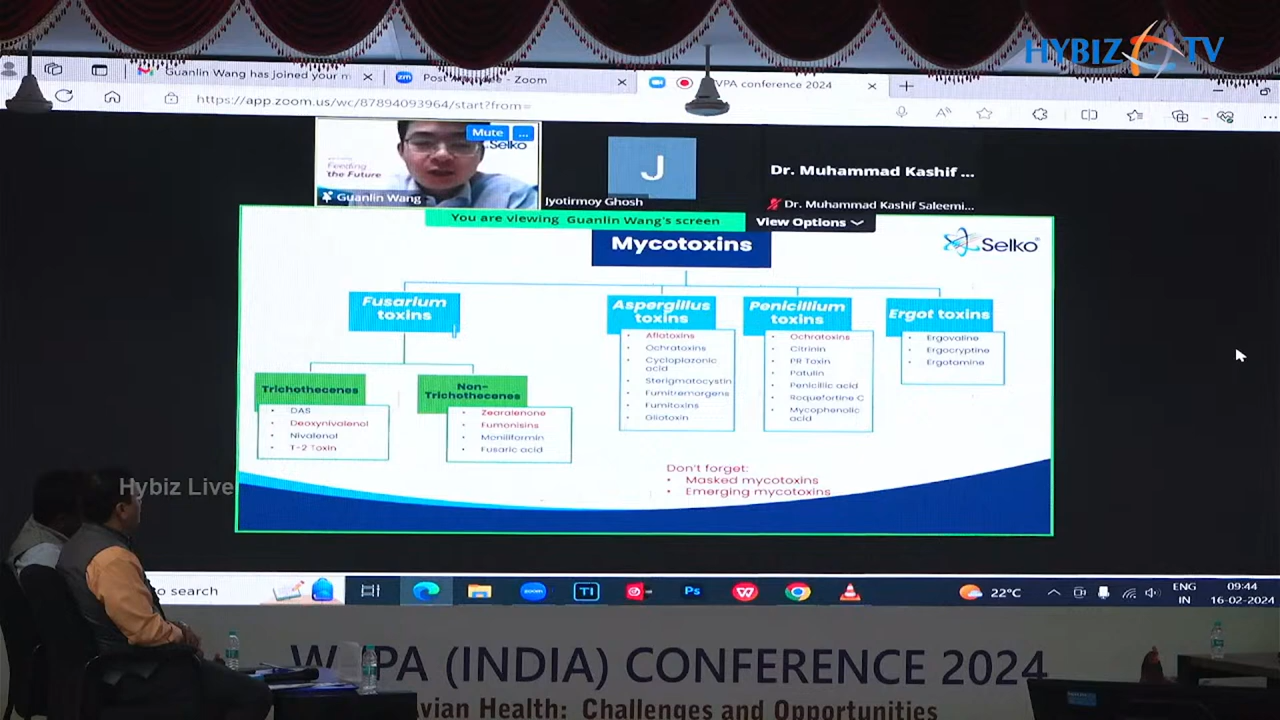 HYBIZ TV
Guanlin Wang has joined your m
Zoom
VPA conference 2024
https://app.zoom.us/wc/87894093964/start?from=
Mute
...
Selko
Feeding
the Future
Guanlin Wang
J
Jyotirmoy Ghosh
Dr. Muhammad Kashif ...
Dr. Muhammad Kashif Saleemi...
You are viewing Guanlin Wang's screen
View Options
Mycotoxins
Selko
Fusarium
toxins
Aspergillus
toxins
Penicillium
toxins
Ergot toxins
Trichothecenes
• DAS
• Deoxynivalenol
• Nivalenol
• T-2 Toxin
Non-
Trichothecenes
• Zearalenone
• Fumonisins
• Moniliformin
• Fusaric acid
• Aflatoxins
• Ochratoxins
• Cyclopiazonic
acid
• Sterigmatocystin
• Fumitremorgens
• Fumitoxins
• Gliotoxin
• Ochratoxins
• Citrinin
• PR Toxin
• Patulin
• Penicillic acid
• Roquefortine C
• Mycophenolic
acid
• Ergovaline
• Ergocryptine
• Ergotamine
Don't forget:
• Masked mycotoxins
• Emerging mycotoxins
Hybiz Live
o search
zoom
TI
Ps
22°C
ENG
IN
09:44
16-02-2024
PA (INDIA) CONFERENCE 2024
vian Health: Challenges and Opportunities